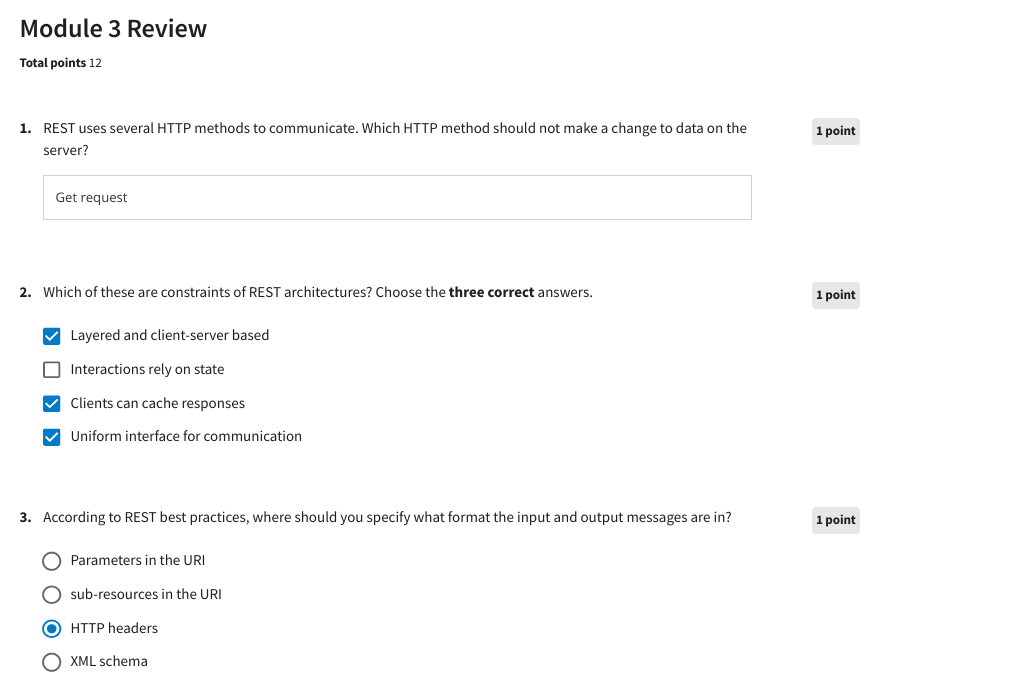 Module 3 Review
Total points 12
1. REST uses several HTTP methods to communicate. Which HTTP method should not make a change to data on the
server?
1 point
Get request
2. Which of these are constraints of REST architectures? Choose the three correct answers.
1 point
Layered and client-server based
Interactions rely on state
Clients can cache responses
Uniform interface for communication
3. According to REST best practices, where should you specify what format the input and output messages are in?
1 point
Parameters in the URI
sub-resources in the URI
HTTP headers
XML schema